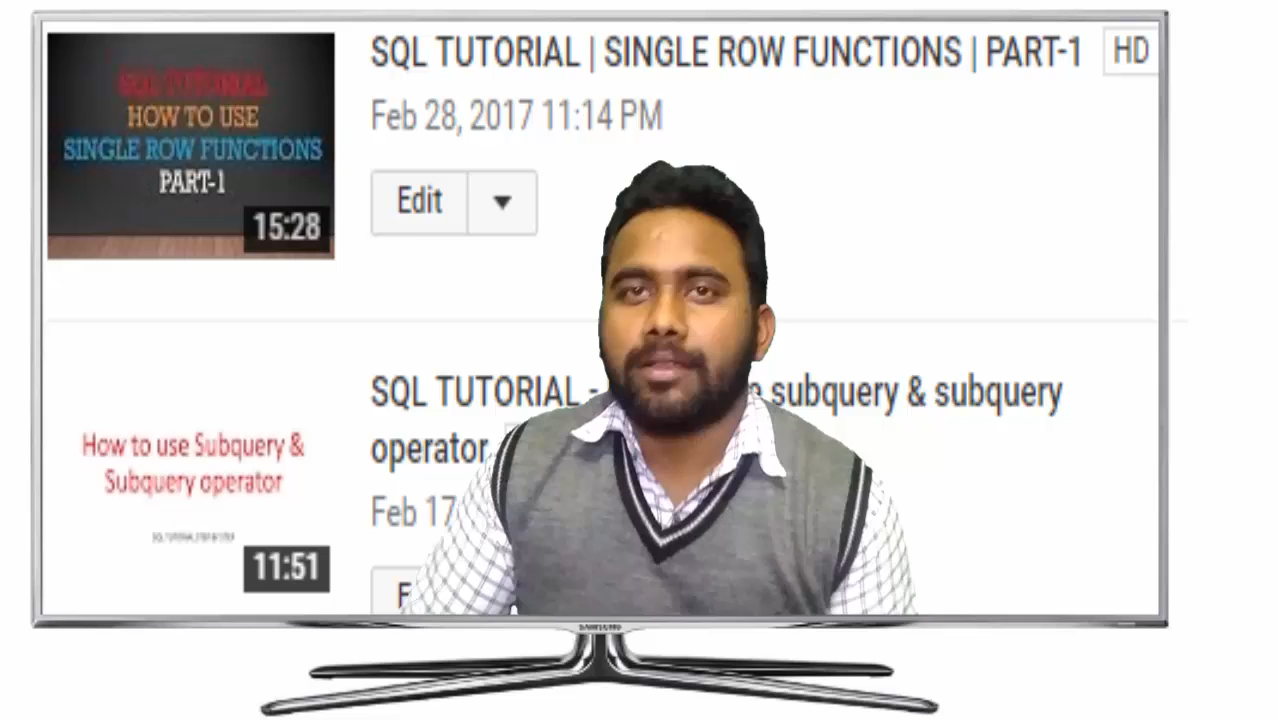 SQL TUTORIAL | SINGLE ROW FUNCTIONS | PART-1
HD
Feb 28, 2017 11:14 PM
Edit
SQL TUTORIAL
HOW TO USE
SINGLE ROW FUNCTIONS
PART-1
15:28
SQL TUTORIAL - subquery & subquery
operator
Feb 17
How to use Subquery &
Subquery operator
11:51
SAMSUNG